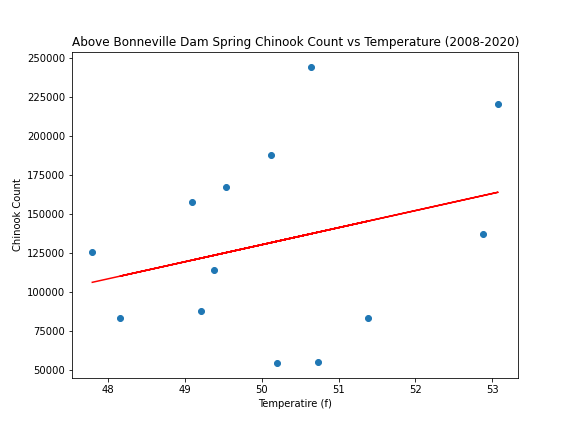 Above Bonneville Dam Spring Chinook Count vs Temperature (2008-2020)
250000
225000
200000
175000
150000
125000
100000
75000
50000
Chinook Count
48 49 50 51 52 53
Temperatire (f)